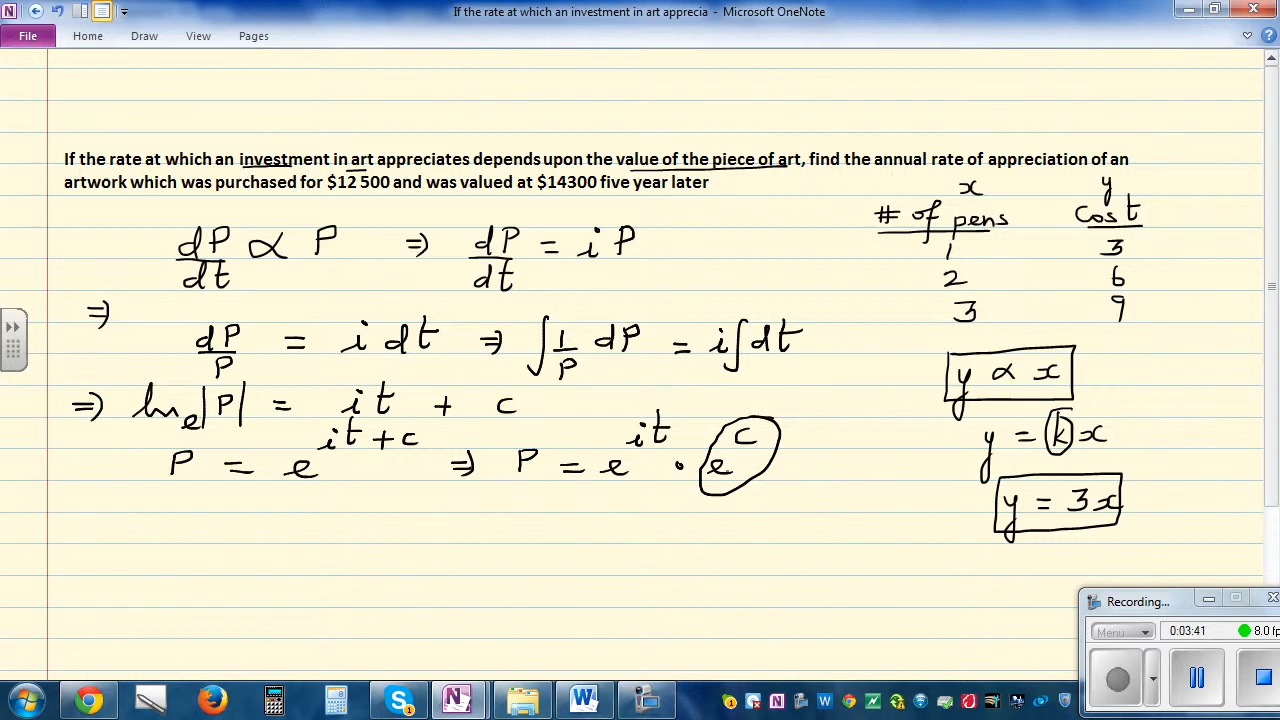 If the rate at which an investment in art apprecia - Microsoft OneNote
File Home Draw View Pages
If the rate at which an investment in art appreciates depends upon the value of the piece of art, find the annual rate of appreciation of an
artwork which was purchased for $12 500 and was valued at $14300 five year later
x y
# of pens cost
1 3
2 6
3 9
dP/dt ∝ P ⇒ dP/dt = i P
⇒
dP/P = i dt ⇒ ∫ 1/P dP = i∫dt
⇒ ln_e|P| = it + c
P = e^(it+c) ⇒ P = e^(it) · e^c
y ∝ x
y = kx
y = 3x
Recording...
Menu 0:03:41 8.0 fp